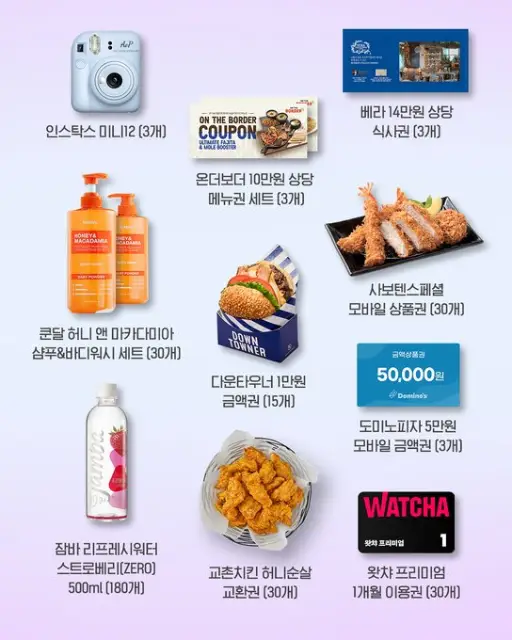 인스탁스 미니12 (3개)
ON THE BORDER
COUPON
ULTIMATE FAJITA
& MOLE BOOSTER
온더보더 10만원 상당
메뉴권 세트 (3개)
베라 14만원 상당
식사권 (3개)
HONEY&
MACADAMIA
쿤달 허니 앤 마카다미아
샴푸&바디워시 세트 (30개)
DOWN
TOWNER
다운타우너 1만원
금액권 (15개)
사보텐스페셜
모바일 상품권 (30개)
금액상품권
50,000원
Domino's
도미노피자 5만원
모바일 금액권 (3개)
Jamba
잠바 리프레시워터
스트로베리(ZERO)
500ml (180개)
교촌치킨 허니순살
교환권 (30개)
WATCHA
왓챠 프리미엄
1
왓챠 프리미엄
1개월 이용권 (30개)